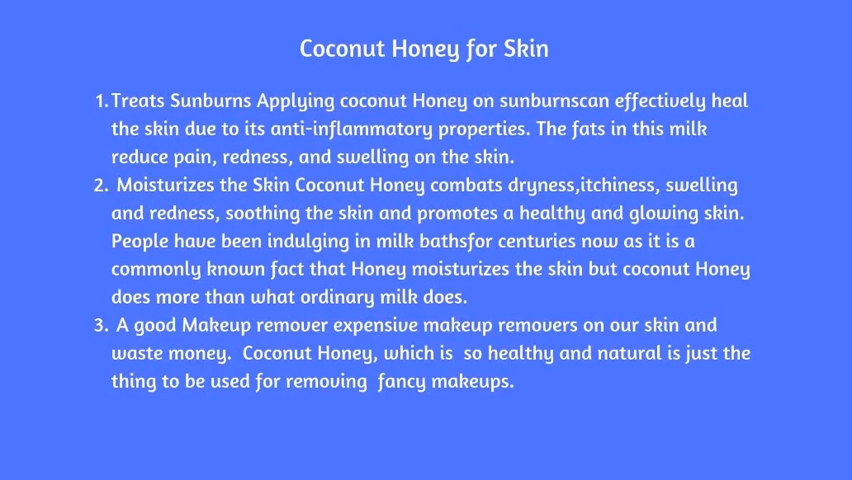 Coconut Honey for Skin
1. Treats Sunburns Applying coconut Honey on sunburnscan effectively heal
the skin due to its anti-inflammatory properties. The fats in this milk
reduce pain, redness, and swelling on the skin.
2. Moisturizes the Skin Coconut Honey combats dryness,itchiness, swelling
and redness, soothing the skin and promotes a healthy and glowing skin.
People have been indulging in milk bathsfor centuries now as it is a
commonly known fact that Honey moisturizes the skin but coconut Honey
does more than what ordinary milk does.
3. A good Makeup remover expensive makeup removers on our skin and
waste money. Coconut Honey, which is so healthy and natural is just the
thing to be used for removing fancy makeups.